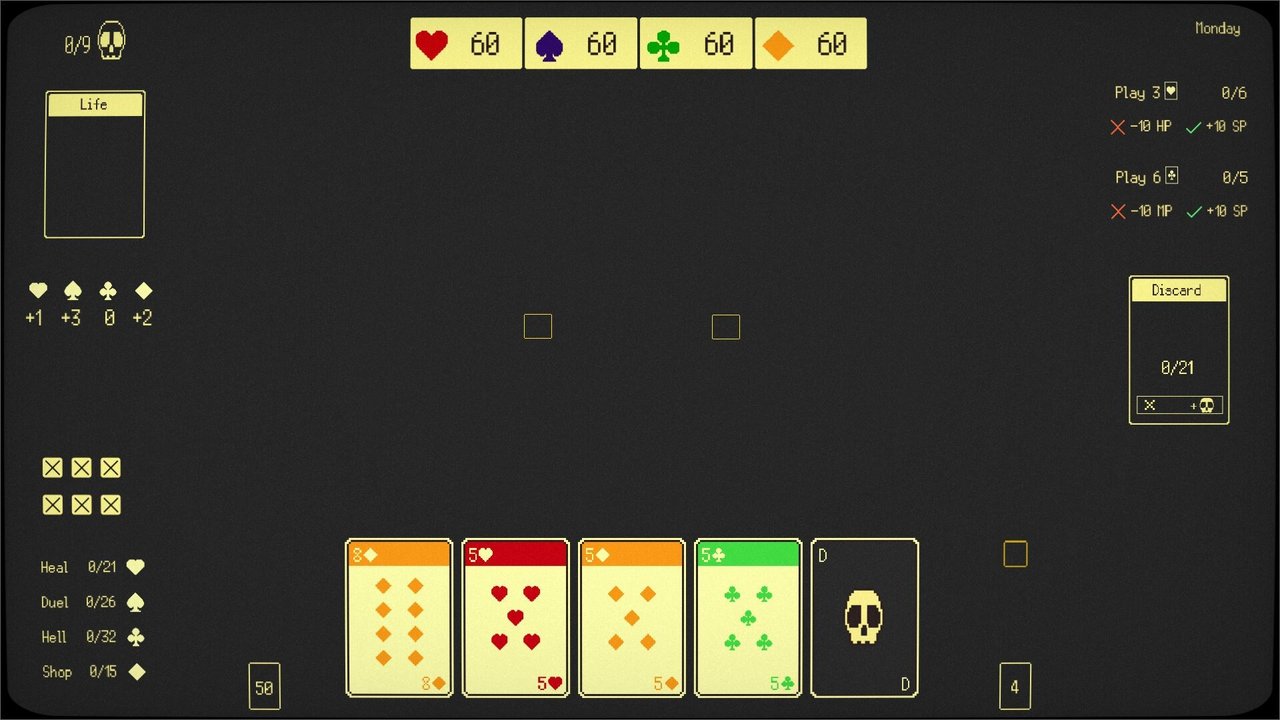 0/9
60 60 60 60
Monday
Life
Play 3 0/6
-10 HP +10 SP
Play 6 0/5
-10 MP +10 SP
+1 +3 0 +2
Discard
0/21
+
Heal 0/21
Duel 0/26
Hell 0/32
Shop 0/15
50
8 5 5 5 D
8 5 5 5 D
4